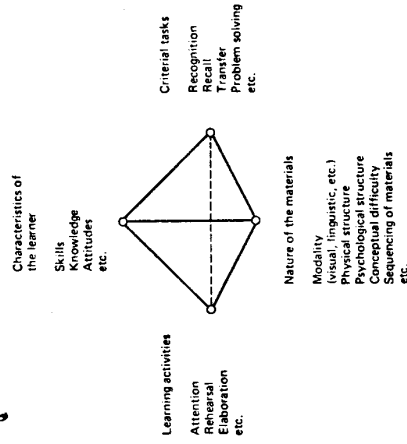 Characteristics of
the learner
Skills
Knowledge
Attitudes
etc.
Learning activities
Attention
Rehearsal
Elaboration
etc.
Criterial tasks
Recognition
Recall
Transfer
Problem solving
etc.
Nature of the materials
Modality
(visual, linguistic, etc.)
Physical structure
Psychological structure
Conceptual difficulty
Sequencing of materials
etc.